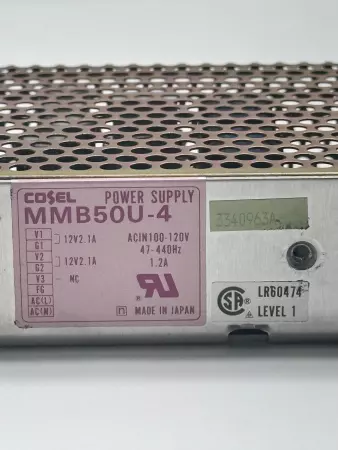 COSEL POWER SUPPLY
MMB50U-4
V1
G1
12V2.1A
V2
G2
12V2.1A
V3 - NC
FG
AC(L)
AC(N)
ACIN100-120V
47-440Hz
1.2A
MADE IN JAPAN
3340963A
LR60474
LEVEL 1